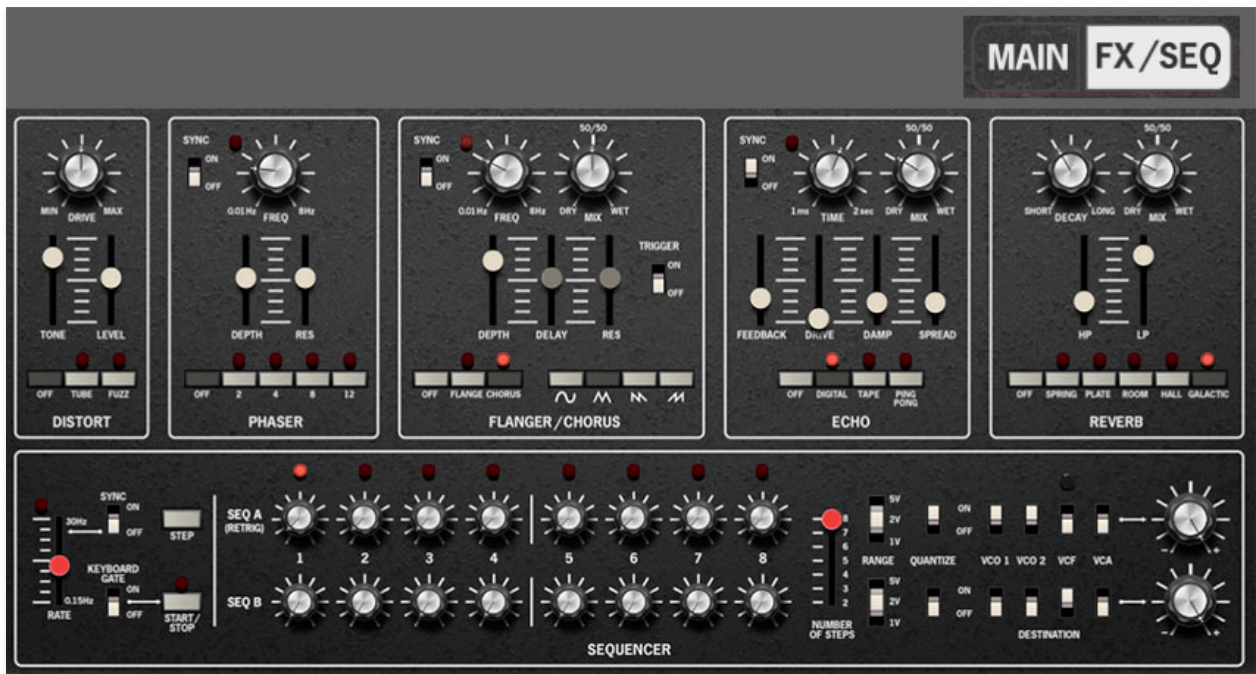 MAIN FX/SEQ
MIN DRIVE MAX
TONE LEVEL
OFF TUBE FUZZ
DISTORT
SYNC
ON
OFF
0.01 Hz FREQ 8Hz
DEPTH RES
OFF 2 4 8 12
PHASER
SYNC
ON
OFF
50/50
0.01 Hz FREQ 8Hz DRY MIX WET
TRIGGER
ON
OFF
DEPTH DELAY RES
OFF FLANGE CHORUS
FLANGER/CHORUS
SYNC
ON
OFF
50/50
1 ms TIME 2 sec DRY MIX WET
FEEDBACK DRIVE DAMP SPREAD
OFF DIGITAL TAPE PING
PONG
ECHO
50/50
SHORT DECAY LONG DRY MIX WET
HP LP
OFF SPRING PLATE ROOM HALL GALACTIC
REVERB
SYNC
ON
OFF
30Hz
STEP
KEYBOARD
GATE
ON
OFF
0.15Hz
RATE
START/
STOP
SEQ A
(RETRIG)
1 2 3 4 5 6 7 8
SEQ B
8
7
6
5
4
3
2
NUMBER
OF STEPS
5V
2V
1V
RANGE
ON
OFF
QUANTIZE
VCO 1 VCO 2 VCF VCA
5V
2V
1V
ON
OFF
DESTINATION
- +
- +
SEQUENCER